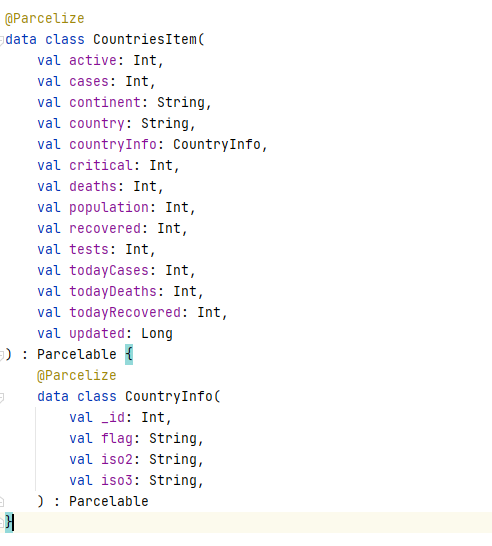 @Parcelize
data class CountriesItem(
    val active: Int,
    val cases: Int,
    val continent: String,
    val country: String,
    val countryInfo: CountryInfo,
    val critical: Int,
    val deaths: Int,
    val population: Int,
    val recovered: Int,
    val tests: Int,
    val todayCases: Int,
    val todayDeaths: Int,
    val todayRecovered: Int,
    val updated: Long
) : Parcelable {
    @Parcelize
    data class CountryInfo(
        val _id: Int,
        val flag: String,
        val iso2: String,
        val iso3: String,
    ) : Parcelable
}